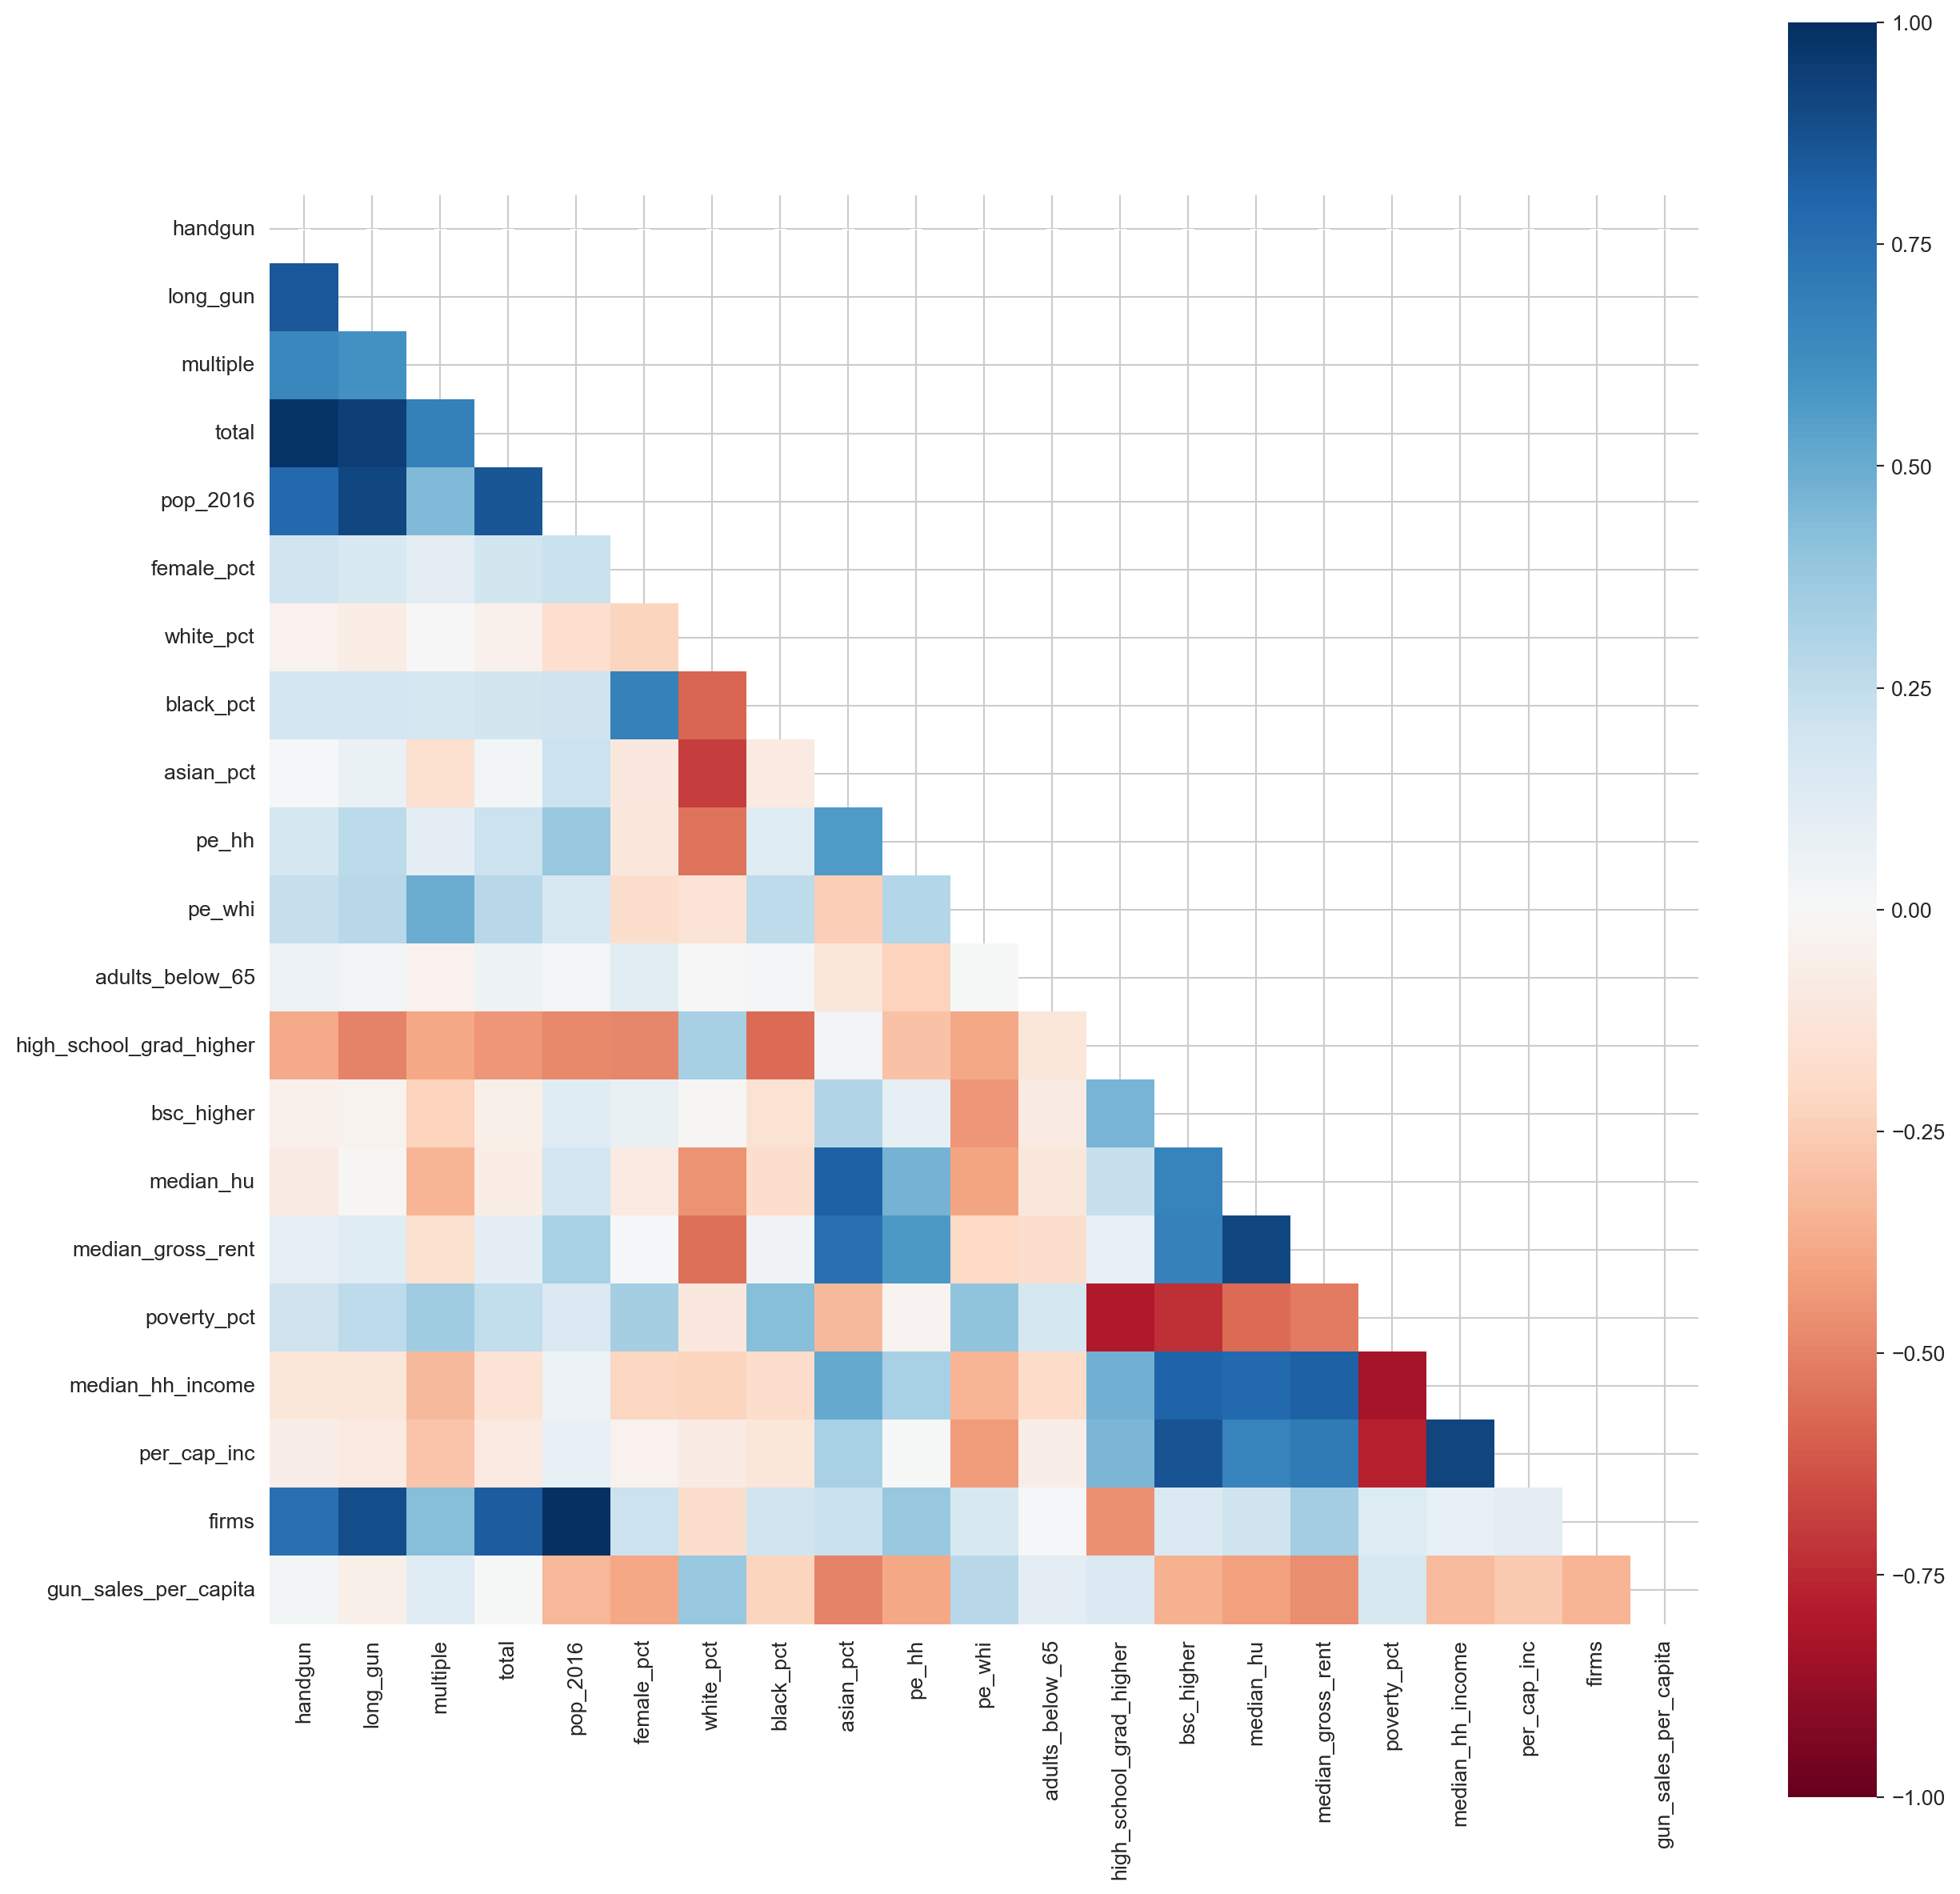 handgun
long_gun
multiple
total
pop_2016
female_pct
white_pct
black_pct
asian_pct
pe_hh
pe_whi
adults_below_65
high_school_grad_higher
bsc_higher
median_hu
median_gross_rent
poverty_pct
median_hh_income
per_cap_inc
firms
gun_sales_per_capita
handgun
long_gun
multiple
total
pop_2016
female_pct
white_pct
black_pct
asian_pct
pe_hh
pe_whi
adults_below_65
high_school_grad_higher
bsc_higher
median_hu
median_gross_rent
poverty_pct
median_hh_income
per_cap_inc
firms
gun_sales_per_capita
1.00
0.75
0.50
0.25
0.00
−0.25
−0.50
−0.75
−1.00